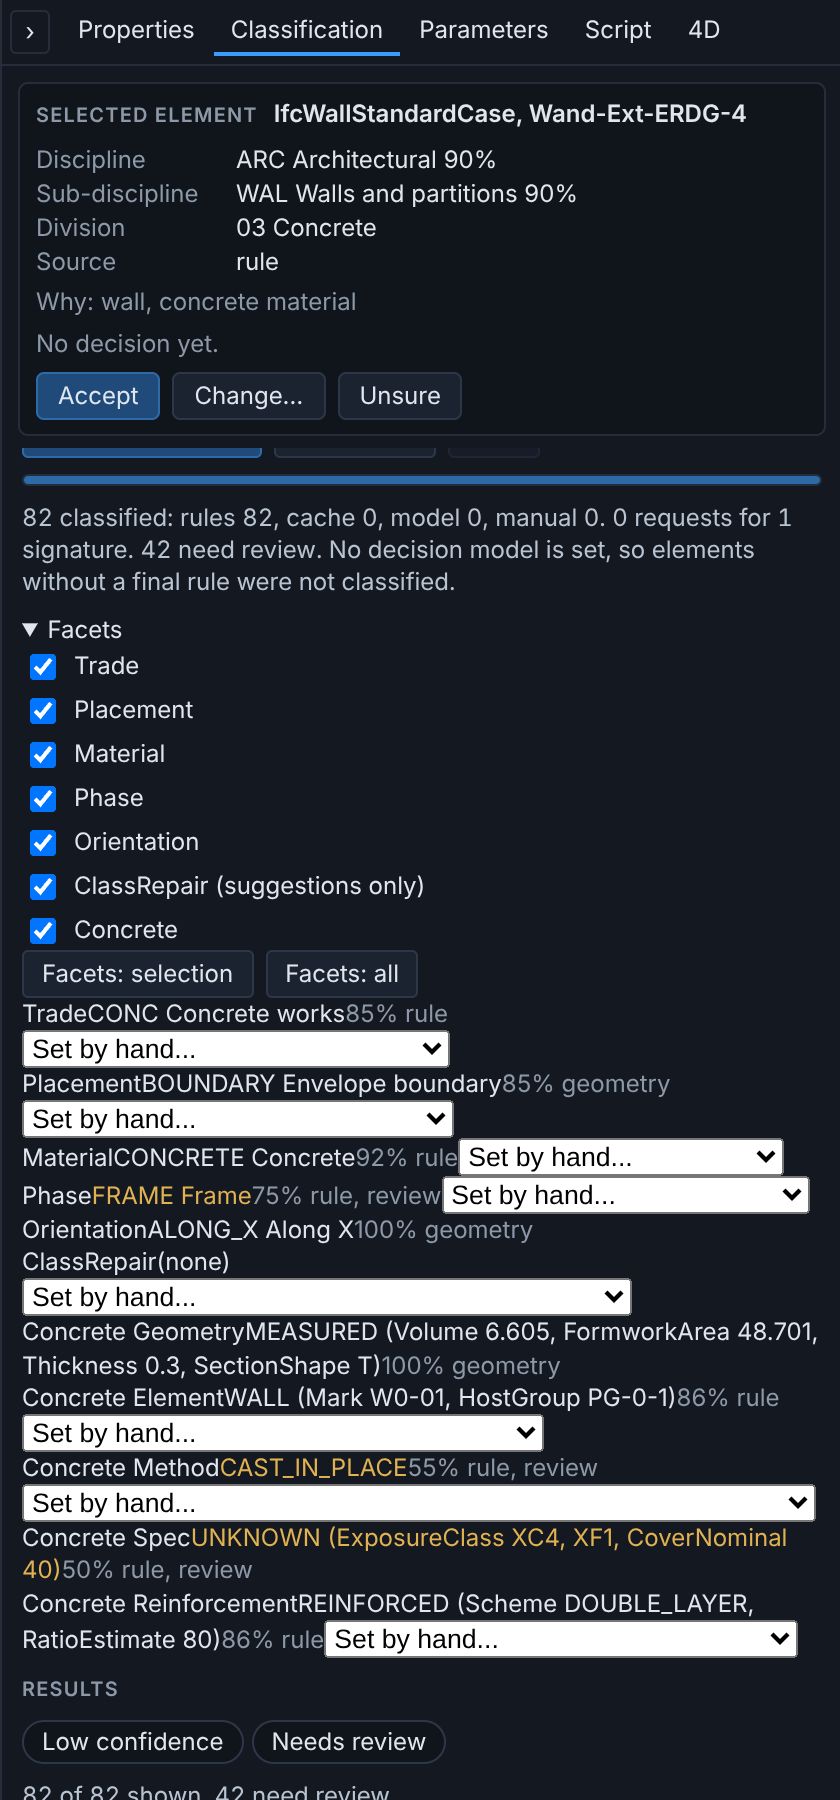 ›
Properties Classification Parameters Script 4D
SELECTED ELEMENT IfcWallStandardCase, Wand-Ext-ERDG-4
Discipline ARC Architectural 90%
Sub-discipline WAL Walls and partitions 90%
Division 03 Concrete
Source rule
Why: wall, concrete material
No decision yet.
Accept Change... Unsure
82 classified: rules 82, cache 0, model 0, manual 0. 0 requests for 1
signature. 42 need review. No decision model is set, so elements
without a final rule were not classified.
▼ Facets
Trade
Placement
Material
Phase
Orientation
ClassRepair (suggestions only)
Concrete
Facets: selection Facets: all
TradeCONC Concrete works85% rule
Set by hand...
PlacementBOUNDARY Envelope boundary85% geometry
Set by hand...
MaterialCONCRETE Concrete92% rule Set by hand...
PhaseFRAME Frame75% rule, review Set by hand...
OrientationALONG_X Along X100% geometry
ClassRepair(none)
Set by hand...
Concrete GeometryMEASURED (Volume 6.605, FormworkArea 48.701,
Thickness 0.3, SectionShape T)100% geometry
Concrete ElementWALL (Mark W0-01, HostGroup PG-0-1)86% rule
Set by hand...
Concrete MethodCAST_IN_PLACE55% rule, review
Set by hand...
Concrete SpecUNKNOWN (ExposureClass XC4, XF1, CoverNominal
40)50% rule, review
Concrete ReinforcementREINFORCED (Scheme DOUBLE_LAYER,
RatioEstimate 80)86% rule Set by hand...
RESULTS
Low confidence Needs review
82 of 82 shown, 42 need review